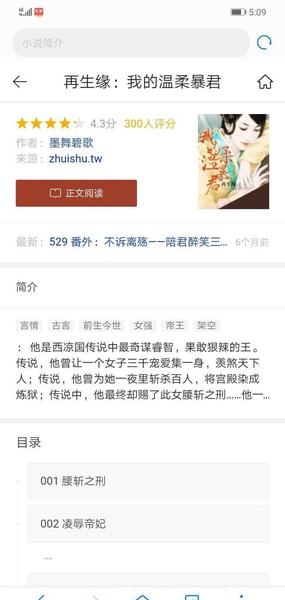 5:09
小说简介
再生缘：我的温柔暴君
4.3分 300人评分
作者：墨舞碧歌
来源：zhuishu.tw
正文阅读
最新：529 番外：不诉离殇——陪君醉笑三... 6个月前
简介
言情 古言 前生今世 女强 帝王 架空
：他是西凉国传说中最奇谋睿智，果敢狠辣的王。
传说，他曾让一个女子三千宠爱集一身，羡煞天下
人；传说，他曾为她一夜里斩杀百人，将宫殿染成
炼狱；传说中，他最终却赐了此女腰斩之刑……他一...
目录
001 腰斩之刑
002 凌辱帝妃
...